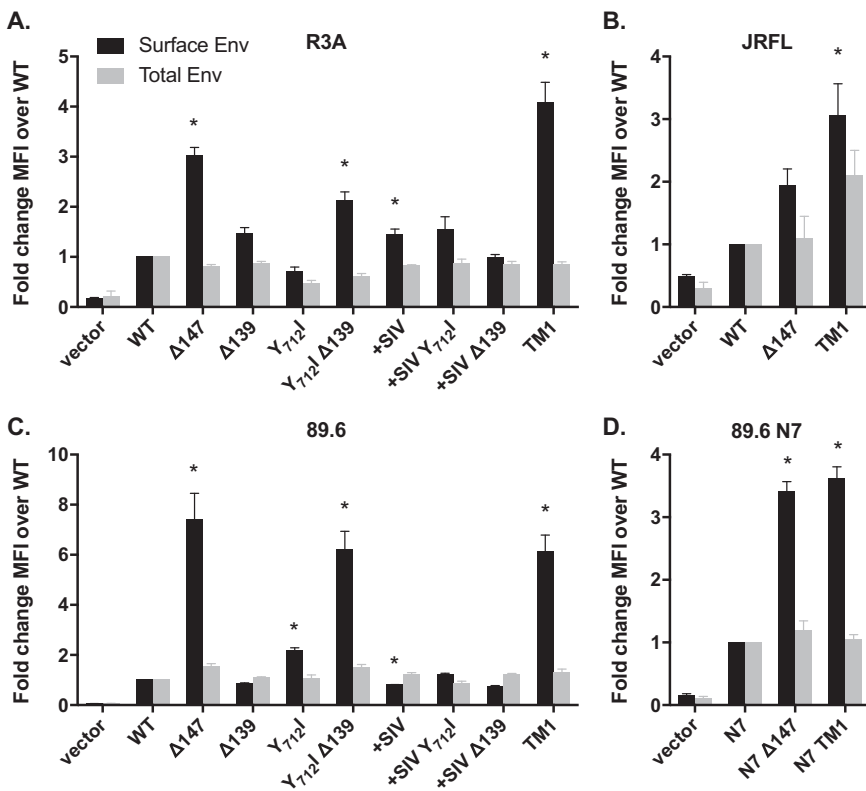 A.
R3A
Surface Env
Total Env
Fold change MFI over WT
5
4
3
2
1
0
* * * *
vector WT Δ147 Δ139 Y₇₁₂I Y₇₁₂I Δ139 +SIV +SIV Y₇₁₂I +SIV Δ139 TM1
B.
JRFL
Fold change MFI over WT
4
3
2
1
0
*
vector WT Δ147 TM1
C.
89.6
Fold change MFI over WT
10
8
6
4
2
0
* * * * *
vector WT Δ147 Δ139 Y₇₁₂I Y₇₁₂I Δ139 +SIV +SIV Y₇₁₂I +SIV Δ139 TM1
D.
89.6 N7
Fold change MFI over WT
4
3
2
1
0
* *
vector N7 N7 Δ147 N7 TM1